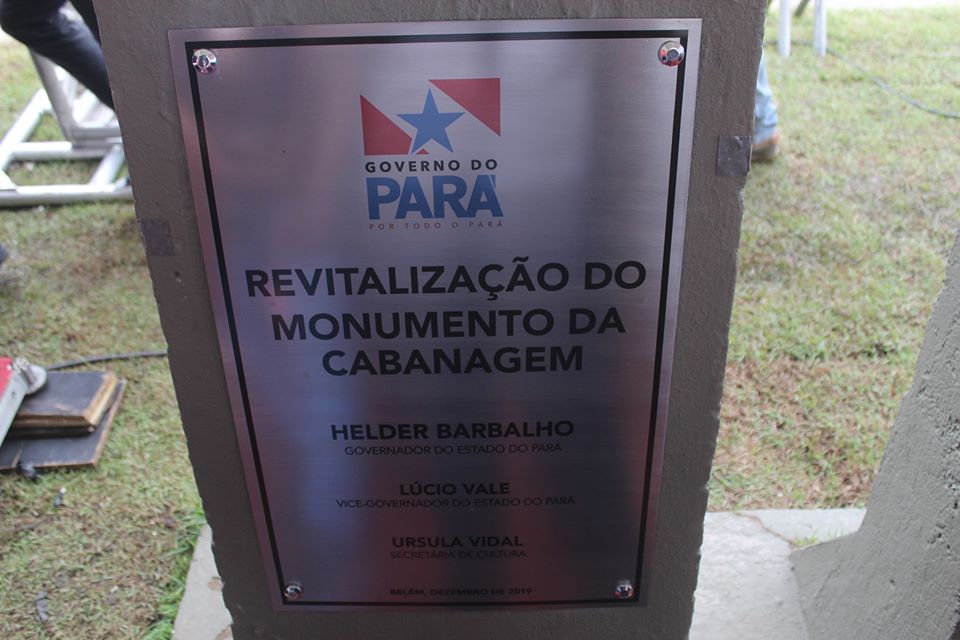 GOVERNO DO
PARÁ
POR TODO O PARÁ
REVITALIZAÇÃO DO
MONUMENTO DA
CABANAGEM
HELDER BARBALHO
GOVERNADOR DO ESTADO DO PARÁ
LÚCIO VALE
VICE-GOVERNADOR DO ESTADO DO PARÁ
URSULA VIDAL
SECRETÁRIA DE CULTURA
BELÉM, DEZEMBRO DE 2019